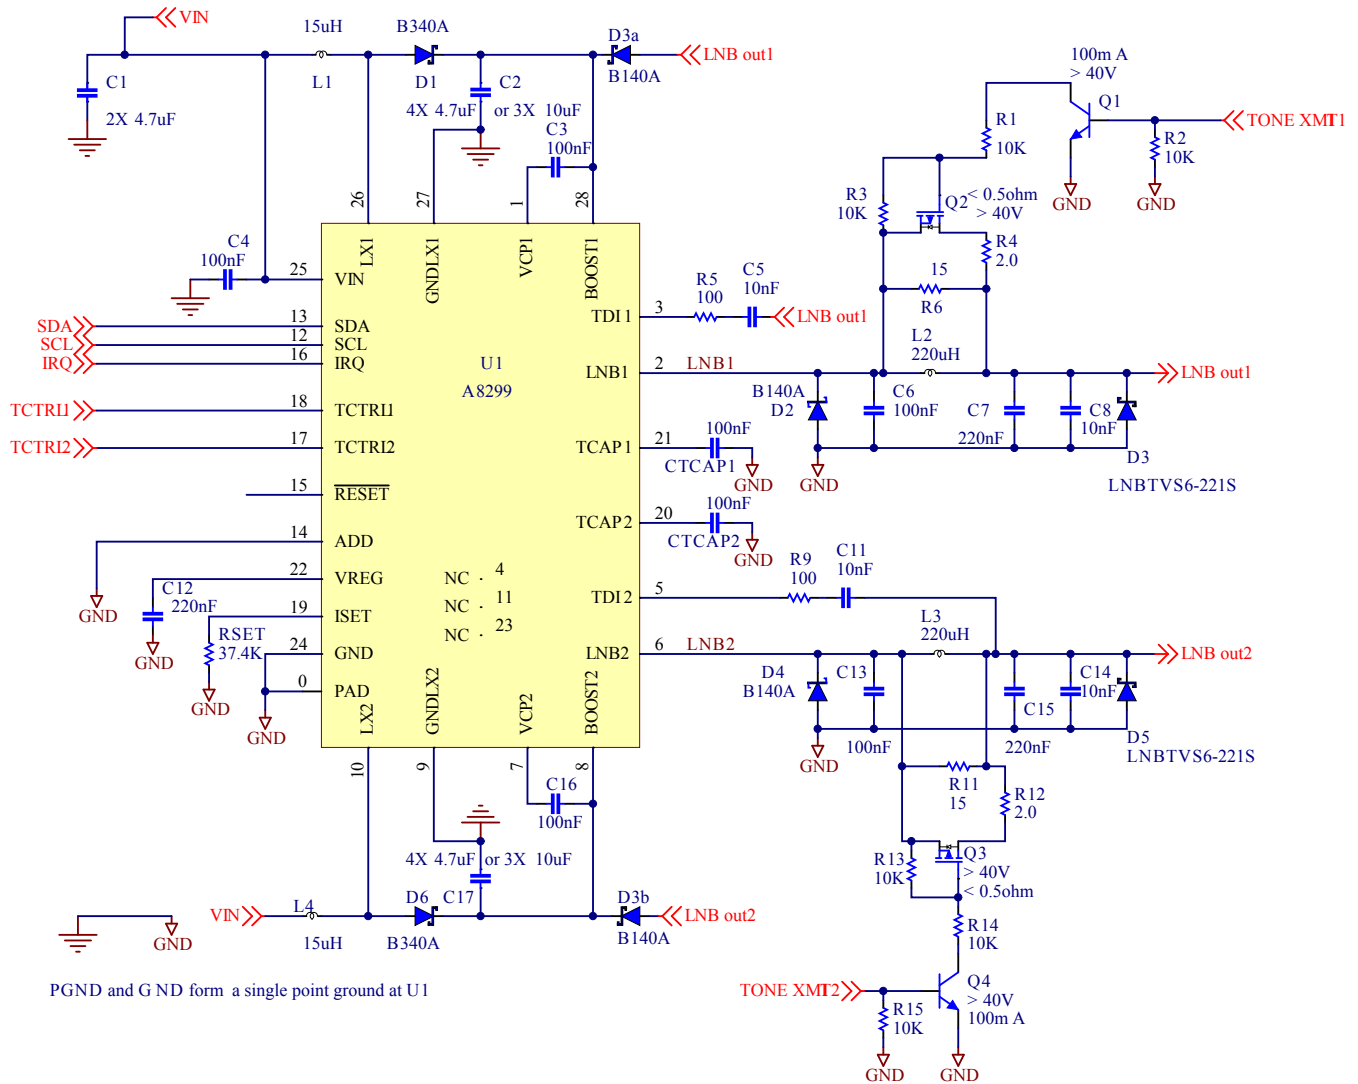 VIN
15uH
B340A
D3a
LNB out1
C1
L1
D1
C2
B140A
2X 4.7uF
4X 4.7uF or 3X 10uF
C3
100nF
100m A
> 40V
Q1
TONE XMT1
R1
10K
R2
10K
GND
GND
26
27
1
28
LX1
GNDLX1
VCP1
BOOST1
R3
10K
Q2
< 0.5ohm
> 40V
R4
2.0
C4
100nF
25
VIN
15
R6
R5
100
C5
10nF
LNB out1
3
TDI1
SDA
13
SDA
SCL
12
SCL
IRQ
16
IRQ
U1
A8299
L2
220uH
LNB1
2
LNB1
LNB out1
B140A
D2
C6
100nF
C7
220nF
C8
10nF
D3
LNBTVS6-221S
GND
TCTRI1
18
TCTRI1
TCTRI2
17
TCTRI2
TCAP1
21
100nF
CTCAP1
GND
15
RESET
TCAP2
20
100nF
CTCAP2
GND
14
ADD
GND
22
VREG
C12
220nF
GND
19
ISET
RSET
37.4K
GND
24
GND
0
PAD
GND
NC
4
NC
11
NC
23
TDI2
5
R9
100
C11
10nF
L3
220uH
LNB2
6
LNB2
LNB out2
D4
B140A
C13
100nF
C15
220nF
C14
10nF
D5
LNBTVS6-221S
GND
LX2
GNDLX2
VCP2
BOOST2
10
9
7
8
C16
100nF
R11
15
R12
2.0
R13
10K
Q3
> 40V
< 0.5ohm
4X 4.7uF or 3X 10uF
VIN
L4
15uH
D6
B340A
C17
D3b
B140A
LNB out2
R14
10K
GND
PGND and GND form a single point ground at U1
TONE XMT2
R15
10K
Q4
> 40V
100m A
GND
GND